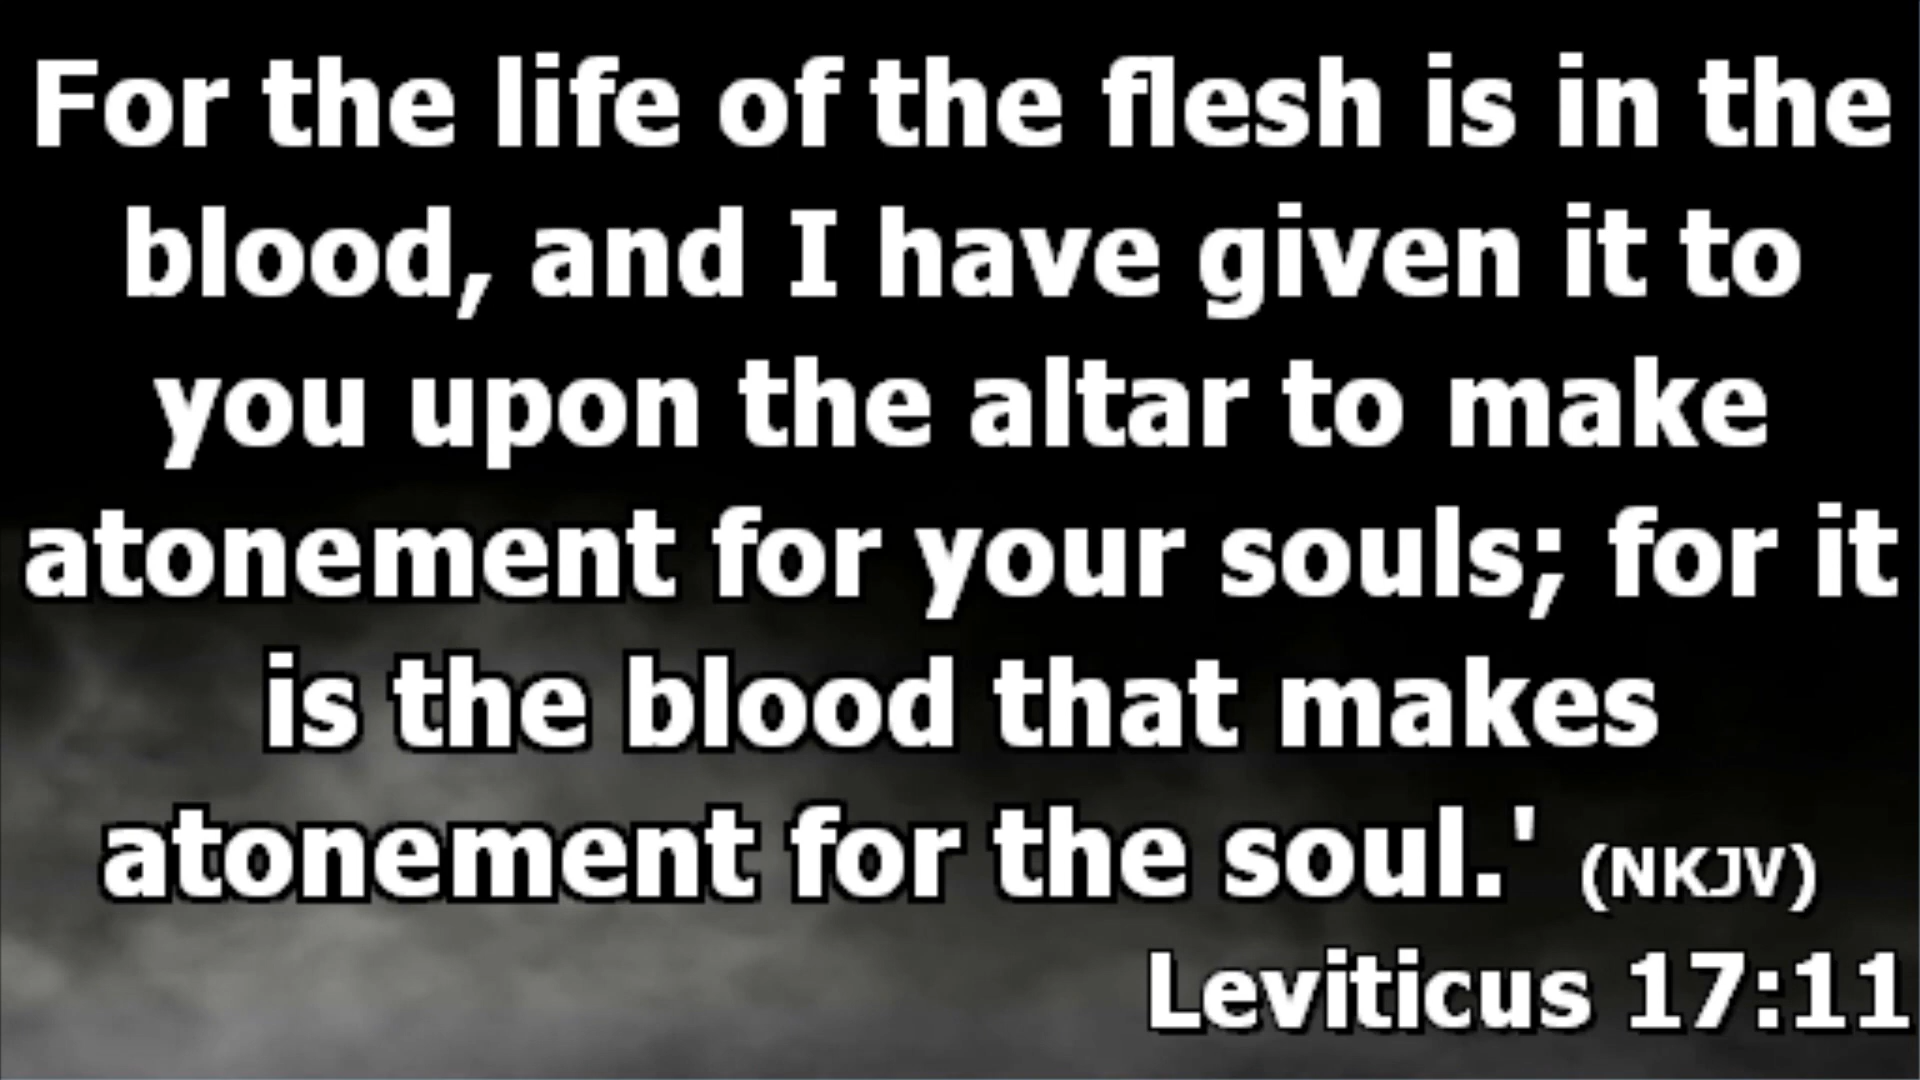 For the life of the flesh is in the
blood, and I have given it to
you upon the altar to make
atonement for your souls; for it
is the blood that makes
atonement for the soul.' (NKJV)
Leviticus 17:11